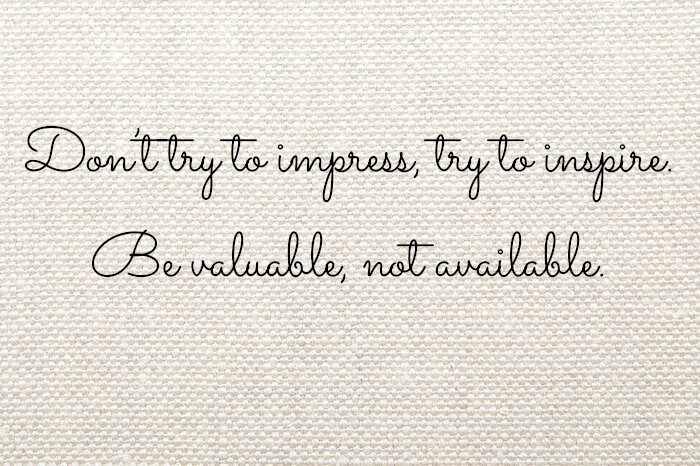 Don't try to impress, try to inspire.
Be valuable, not available.